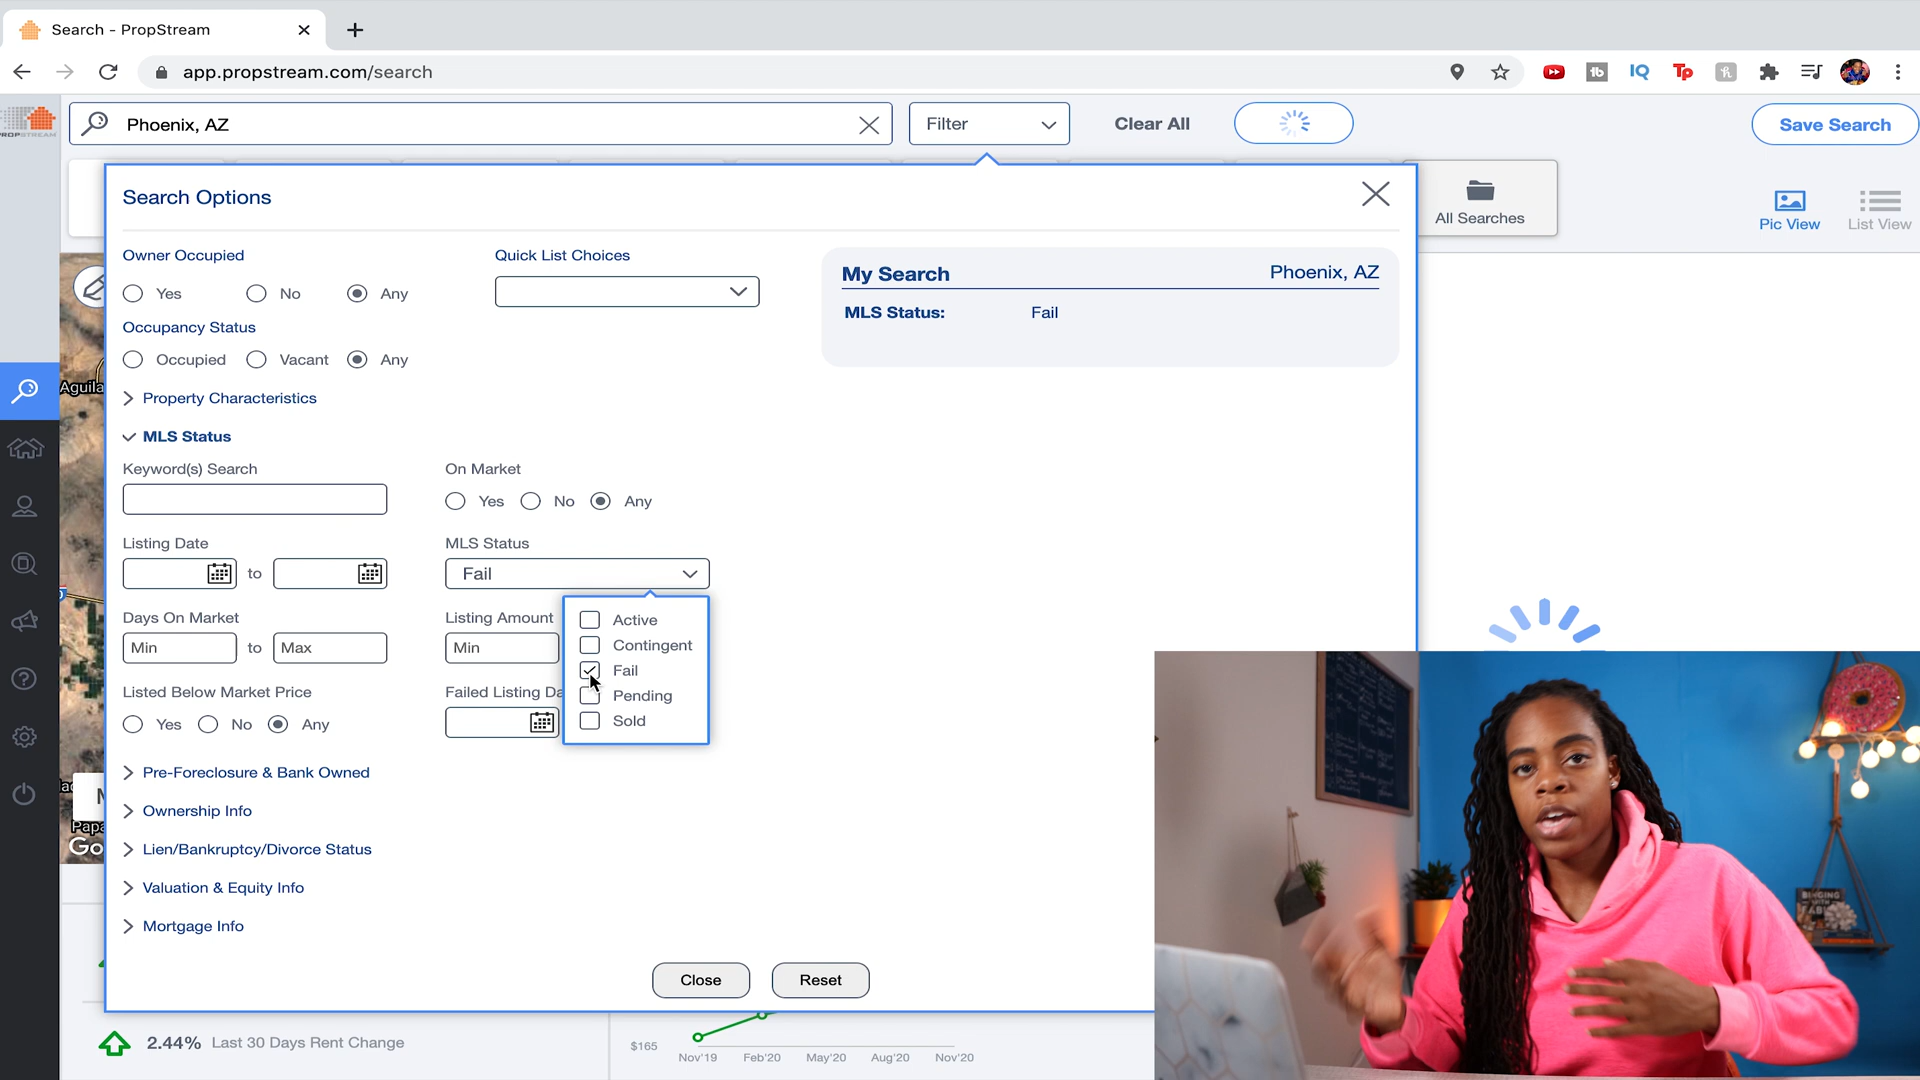 Search - PropStream
app.propstream.com/search
PROPSTREAM
Phoenix, AZ
Filter
Clear All
Save Search
All Searches
Pic View
List View
Search Options
Owner Occupied
Yes No Any
Quick List Choices
My Search Phoenix, AZ
MLS Status: Fail
Occupancy Status
Occupied Vacant Any
Aguila
Property Characteristics
MLS Status
Keyword(s) Search
On Market
Yes No Any
Listing Date
to
MLS Status
Fail
Active
Contingent
Fail
Pending
Sold
Days On Market
Min to Max
Listing Amount
Min
Listed Below Market Price
Yes No Any
Failed Listing Da
Pre-Foreclosure & Bank Owned
Ownership Info
Lien/Bankruptcy/Divorce Status
Valuation & Equity Info
Mortgage Info
Papa
Go
Close
Reset
2.44% Last 30 Days Rent Change
$165
Nov'19 Feb'20 May'20 Aug'20 Nov'20
BINGING
WITH
BAB